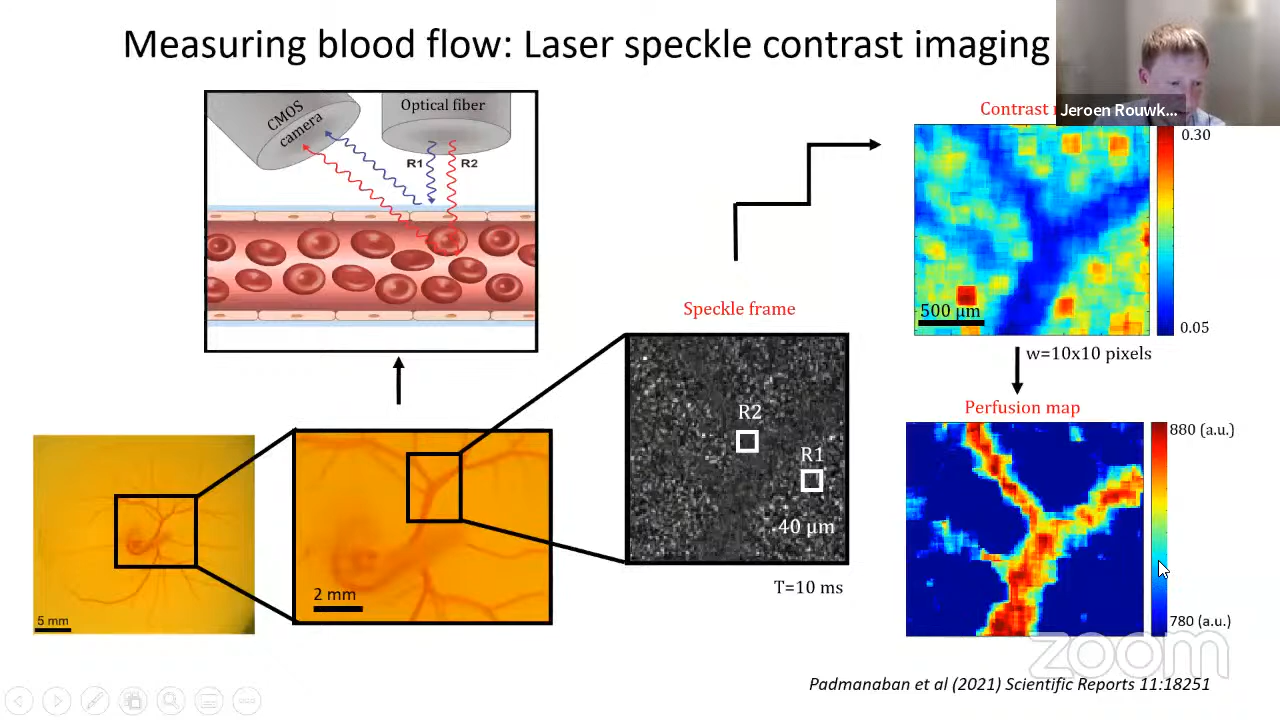 Measuring blood flow: Laser speckle contrast imaging
Jeroen Rouwk...
CMOS
camera
Optical fiber
R1
R2
Contrast
0.30
500 µm
0.05
w=10x10 pixels
Speckle frame
R2
R1
40 µm
T=10 ms
Perfusion map
880 (a.u.)
780 (a.u.)
5 mm
2 mm
zoom
Padmanaban et al (2021) Scientific Reports 11:18251